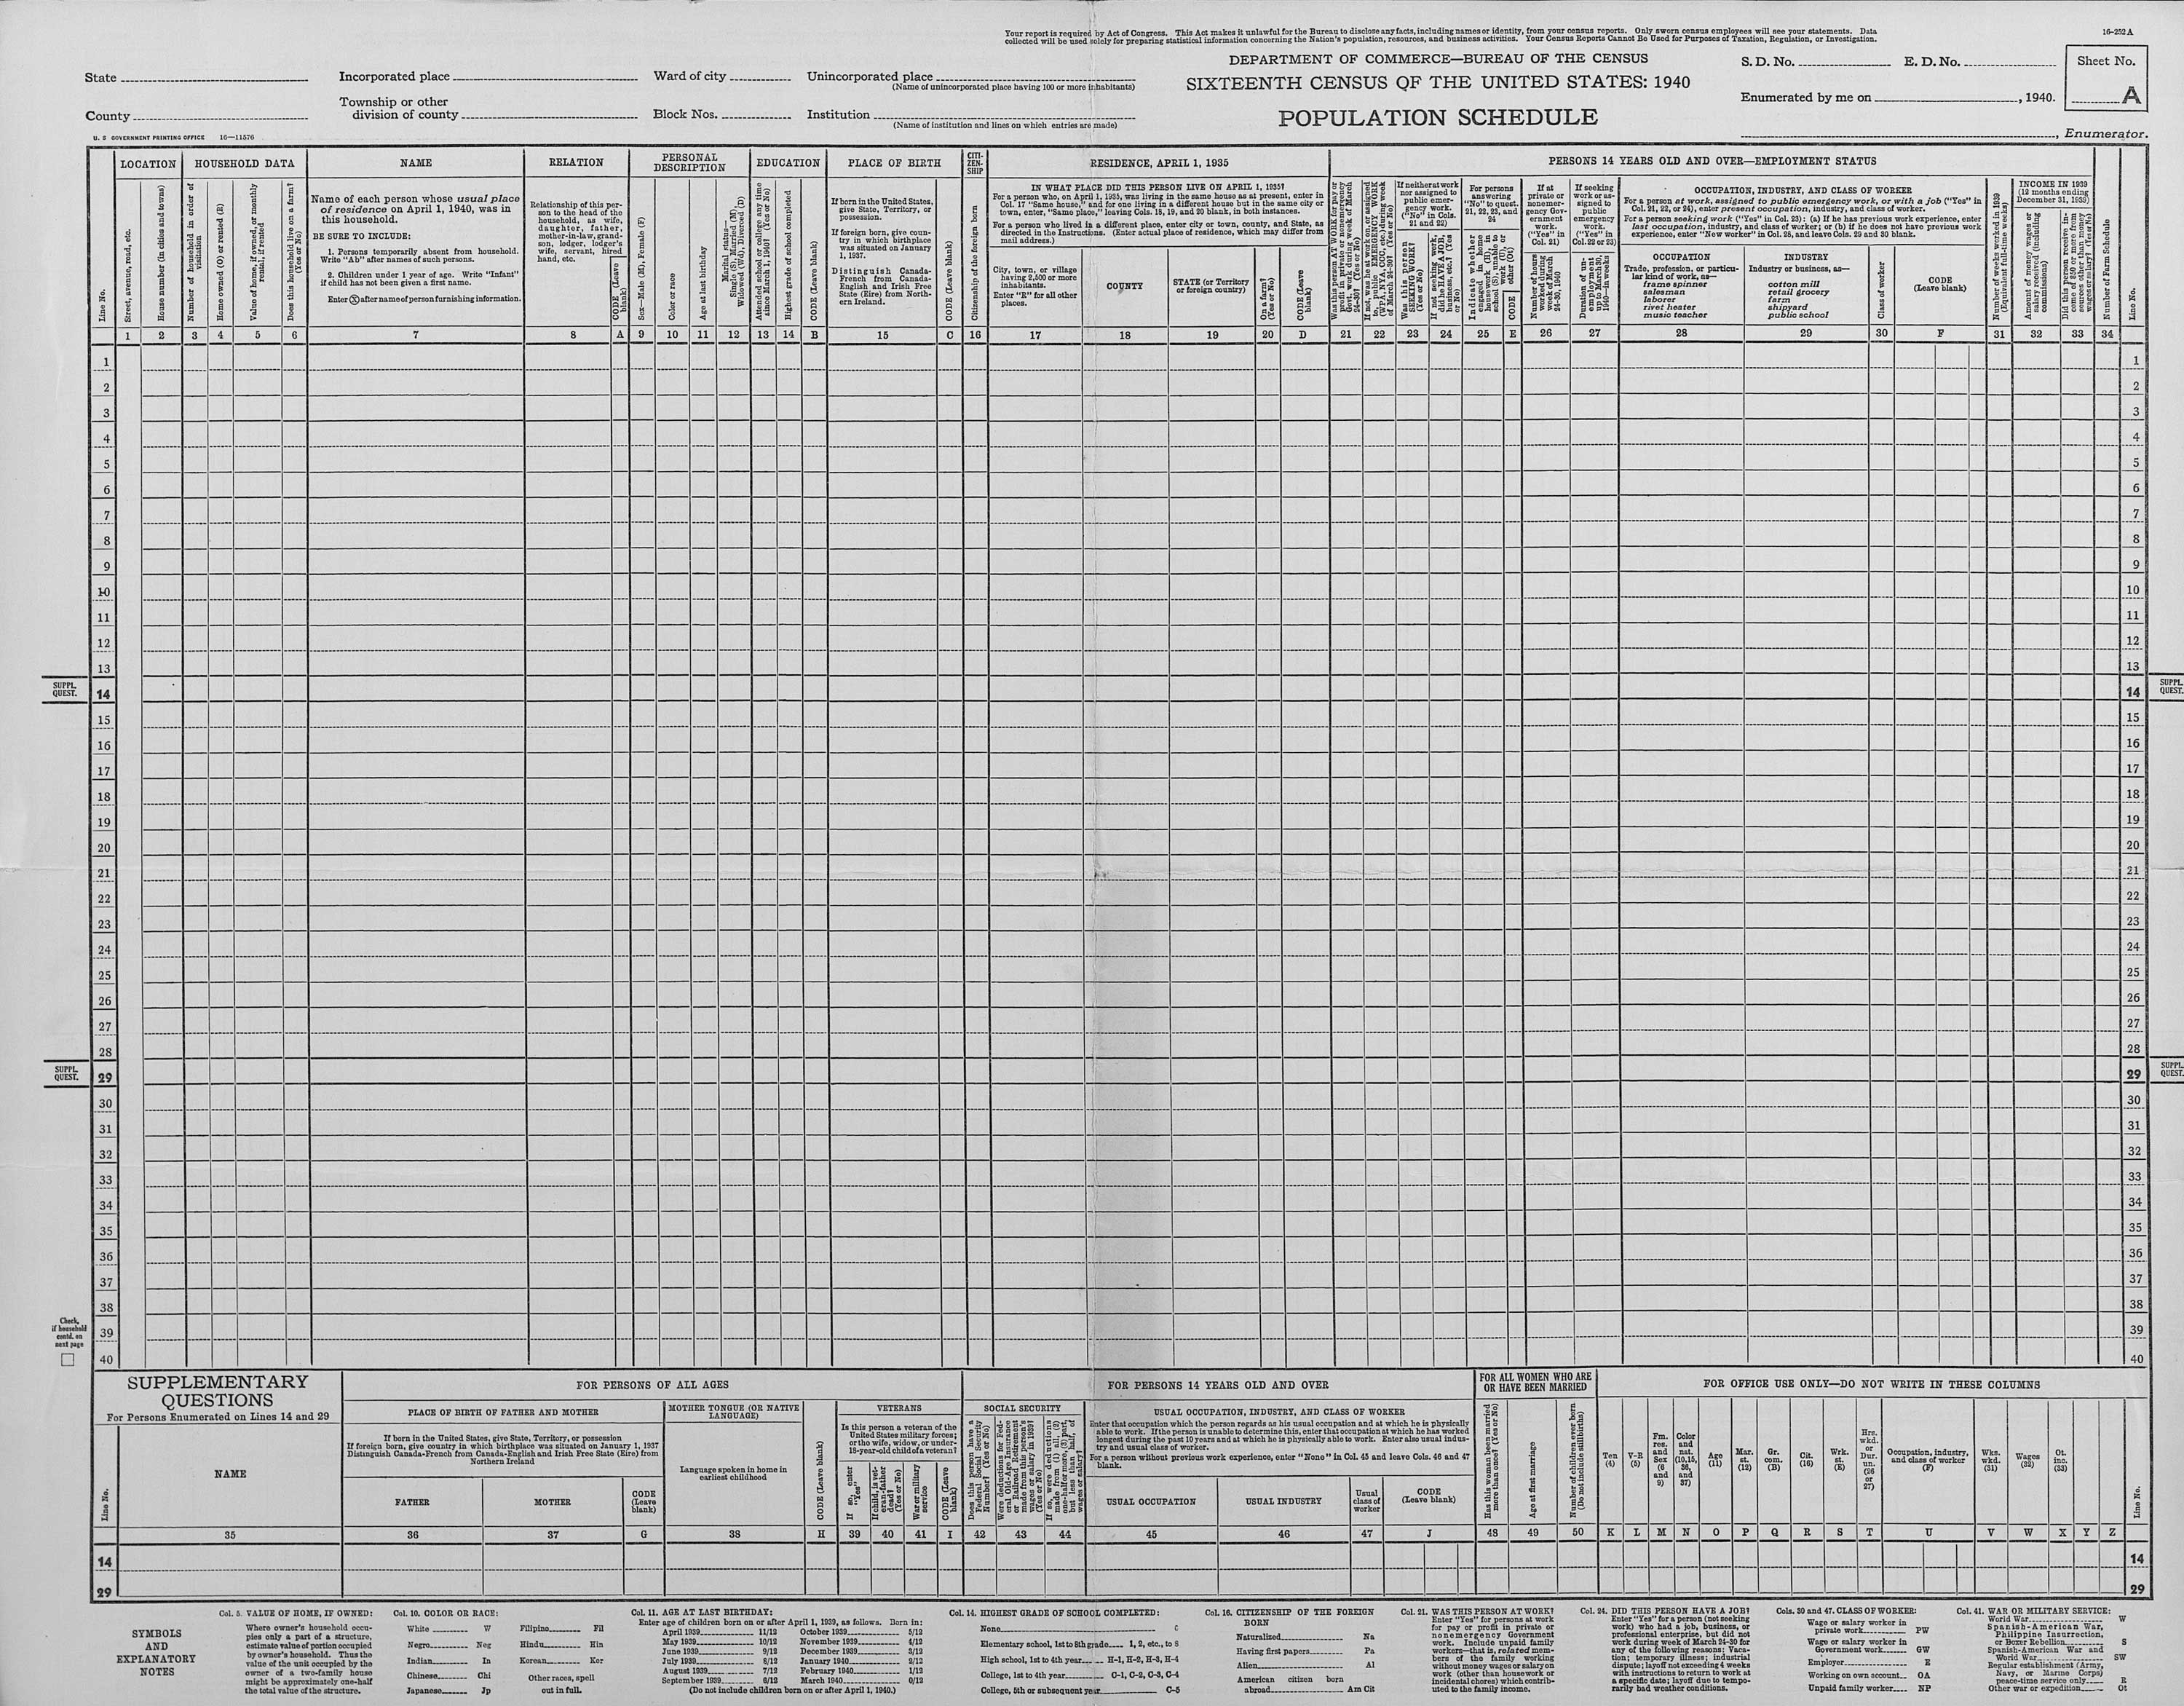 Your report is required by Act of Congress. This Act makes it unlawful for the Bureau to disclose any facts, including names or identity, from your census reports. Only sworn census employees will see your statements. Data
collected will be used solely for preparing statistical information concerning the Nation's population, resources, and business activities. Your Census Reports Cannot Be Used for Purposes of Taxation, Regulation, or Investigation.
16-252 A
DEPARTMENT OF COMMERCE—BUREAU OF THE CENSUS
SIXTEENTH CENSUS OF THE UNITED STATES: 1940
POPULATION SCHEDULE
State
Incorporated place
Ward of city
Unincorporated place
(Name of unincorporated place having 100 or more inhabitants)
County
Township or other
division of county
Block Nos.
Institution
(Name of institution and lines on which entries are made)
S. D. No.
E. D. No.
Sheet No.
A
Enumerated by me on , 1940.
, Enumerator.
U. S GOVERNMENT PRINTING OFFICE 16—11576
Line No.
LOCATION
Street, avenue, road, etc.
House number (in cities and towns)
HOUSEHOLD DATA
Number of household in order of visitation
Home owned (O) or rented (R)
Value of home, if owned, or monthly rental, if rented
Does this household live on a farm? (Yes or No)
NAME
Name of each person whose usual place
of residence on April 1, 1940, was in
this household.
BE SURE TO INCLUDE:
1. Persons temporarily absent from household.
Write "Ab" after names of such persons.
2. Children under 1 year of age. Write "Infant"
if child has not been given a first name.
Enter Ⓧ after name of person furnishing information.
RELATION
Relationship of this per-
son to the head of the
household, as wife,
daughter, father,
mother-in-law, grand-
son, lodger, lodger's
wife, servant, hired
hand, etc.
CODE (Leave blank)
PERSONAL
DESCRIPTION
Sex—Male (M), Female (F)
Color or race
Age at last birthday
Marital status—
Single (S), Married (M),
Widowed (Wd), Divorced (D)
EDUCATION
Attended school or college any time since March 1, 1940? (Yes or No)
Highest grade of school completed
CODE (Leave blank)
PLACE OF BIRTH
If born in the United States,
give State, Territory, or
possession.
If foreign born, give coun-
try in which birthplace
was situated on January
1, 1937.
Distinguish Canada-
French from Canada-
English and Irish Free
State (Eire) from North-
ern Ireland.
CODE (Leave blank)
CITI-
ZEN-
SHIP
Citizenship of the foreign born
RESIDENCE, APRIL 1, 1935
IN WHAT PLACE DID THIS PERSON LIVE ON APRIL 1, 1935?
For a person who, on April 1, 1935, was living in the same house as at present, enter in
Col. 17 "Same house," and for one living in a different house but in the same city or
town, enter, "Same place," leaving Cols. 18, 19, and 20 blank, in both instances.
For a person who lived in a different place, enter city or town, county, and State, as
directed in the Instructions. (Enter actual place of residence, which may differ from
mail address.)
City, town, or village
having 2,500 or more
inhabitants.
Enter "R" for all other
places.
COUNTY
STATE (or Territory
or foreign country)
On a farm?
(Yes or No)
CODE (Leave blank)
PERSONS 14 YEARS OLD AND OVER—EMPLOYMENT STATUS
Was this person AT WORK for pay or profit in private or nonemergency Govt. work during week of March 24-30? (Yes or No)
If not, was he at work on, or assigned to, public EMERGENCY WORK (WPA, NYA, CCC, etc.) during week of March 24-30? (Yes or No)
If neither at work
nor assigned to
public emer-
gency work.
("No" in Cols.
21 and 22)
Was this person SEEKING WORK? (Yes or No)
If not seeking work, did he HAVE A JOB, business, etc.? (Yes or No)
For persons
answering
"No" to quest.
21, 22, 23, and
24
Indicate whether engaged in home housework (H), in school (S), unable to work (U), or other (Ot)
CODE
If at
private or
nonemer-
gency Gov-
ernment
work.
("Yes" in
Col. 21)
Number of hours worked during week of March 24-30, 1940
If seeking
work or as-
signed to
public
emergency
work.
("Yes" in
Col. 22 or 23)
Duration of un-
employment up to March 30, 1940—in weeks
OCCUPATION, INDUSTRY, AND CLASS OF WORKER
For a person at work, assigned to public emergency work, or with a job ("Yes" in
Col. 21, 22, or 24), enter present occupation, industry, and class of worker.
For a person seeking work ("Yes" in Col. 23): (a) If he has previous work experience, enter
last occupation, industry, and class of worker; or (b) if he does not have previous work
experience, enter "New worker" in Col. 28, and leave Cols. 29 and 30 blank.
OCCUPATION
Trade, profession, or particu-
lar kind of work, as—
frame spinner
salesman
laborer
rivet heater
music teacher
INDUSTRY
Industry or business, as—
cotton mill
retail grocery
farm
shipyard
public school
Class of worker
CODE
(Leave blank)
Number of weeks worked in 1939 (Equivalent full-time weeks)
INCOME IN 1939
(12 months ending
December 31, 1939)
Amount of money wages or salary received (including commissions)
Did this person receive in-
come of $50 or more from sources other than money wages or salary? (Yes or No)
Number of Farm Schedule
Line No.
1 2 3 4 5 6 7 8 A 9 10 11 12 13 14 B 15 C 16 17 18 19 20 D 21 22 23 24 25 E 26 27 28 29 30 F 31 32 33 34
1 1
2 2
3 3
4 4
5 5
6 6
7 7
8 8
9 9
10 10
11 11
12 12
13 13
SUPPL. QUEST. 14 14 SUPPL. QUEST.
15 15
16 16
17 17
18 18
19 19
20 20
21 21
22 22
23 23
24 24
25 25
26 26
27 27
28 28
SUPPL. QUEST. 29 29 SUPPL. QUEST.
30 30
31 31
32 32
33 33
34 34
35 35
36 36
37 37
38 38
39 39
40 40
Check,
if household
contd. on
next page
SUPPLEMENTARY
QUESTIONS
For Persons Enumerated on Lines 14 and 29
Line No.
NAME
FOR PERSONS OF ALL AGES
PLACE OF BIRTH OF FATHER AND MOTHER
If born in the United States, give State, Territory, or possession
If foreign born, give country in which birthplace was situated on January 1, 1937
Distinguish Canada-French from Canada-English and Irish Free State (Eire) from
Northern Ireland
FATHER
MOTHER
CODE
(Leave
blank)
MOTHER TONGUE (OR NATIVE
LANGUAGE)
Language spoken in home in
earliest childhood
CODE (Leave blank)
VETERANS
Is this person a veteran of the
United States military forces;
or the wife, widow, or under-
18-year-old child of a veteran?
If so, enter "Yes"
If child, is vet-
eran-father dead? (Yes or No)
War or military service
CODE (Leave blank)
FOR PERSONS 14 YEARS OLD AND OVER
SOCIAL SECURITY
Does this person have a Federal Social Security Number? (Yes or No)
Were deductions for Fed-
eral Old-Age Insurance or Railroad Retirement made from this person's wages or salary in 1939? (Yes or No)
If so, were deductions made from (1) all, (2) one-half or more, (3) part, but less than half, of wages or salary?
USUAL OCCUPATION, INDUSTRY, AND CLASS OF WORKER
Enter that occupation which the person regards as his usual occupation and at which he is physically
able to work. If the person is unable to determine this, enter that occupation at which he has worked
longest during the past 10 years and at which he is physically able to work. Enter also usual indus-
try and usual class of worker.
For a person without previous work experience, enter "None" in Col. 45 and leave Cols. 46 and 47
blank.
USUAL OCCUPATION
USUAL INDUSTRY
Usual
class of
worker
CODE
(Leave blank)
FOR ALL WOMEN WHO ARE
OR HAVE BEEN MARRIED
Has this woman been married more than once? (Yes or No)
Age at first marriage
Number of children ever born (Do not include stillbirths)
FOR OFFICE USE ONLY—DO NOT WRITE IN THESE COLUMNS
Ten (4)
V-R (5)
Fm. res. and Sex (6 and 9)
Color and nat. (10, 15, 36, and 37)
Age (11)
Mar. st. (12)
Gr. com. (B)
Cit. (16)
Wrk. st. (E)
Hrs. wkd. or Dur. un. (26 or 27)
Occupation, industry, and class of worker (F)
Wks. wkd. (31)
Wages (32)
Ot. inc. (33)
Line No.
35 36 37 G 38 H 39 40 41 I 42 43 44 45 46 47 J 48 49 50 K L M N O P Q R S T U V W X Y Z
14 14
29 29
SYMBOLS
AND
EXPLANATORY
NOTES
Col. 5. VALUE OF HOME, IF OWNED:
Where owner's household occu-
pies only a part of a structure,
estimate value of portion occupied
by owner's household. Thus the
value of the unit occupied by the
owner of a two-family house
might be approximately one-half
the total value of the structure.
Col. 10. COLOR OR RACE:
White W
Negro Neg
Indian In
Chinese Chi
Japanese Jp
Filipino Fil
Hindu Hin
Korean Kor
Other races, spell
out in full.
Col. 11. AGE AT LAST BIRTHDAY:
Enter age of children born on or after April 1, 1939, as follows. Born in:
April 1939 11/12
May 1939 10/12
June 1939 9/12
July 1939 8/12
August 1939 7/12
September 1939 6/12
October 1939 5/12
November 1939 4/12
December 1939 3/12
January 1940 2/12
February 1940 1/12
March 1940 0/12
(Do not include children born on or after April 1, 1940.)
Col. 14. HIGHEST GRADE OF SCHOOL COMPLETED:
None 0
Elementary school, 1st to 8th grade 1, 2, etc., to 8
High school, 1st to 4th year H-1, H-2, H-3, H-4
College, 1st to 4th year C-1, C-2, C-3, C-4
College, 5th or subsequent year C-5
Col. 16. CITIZENSHIP OF THE FOREIGN
BORN
Naturalized Na
Having first papers Pa
Alien Al
American citizen born
abroad Am Cit
Col. 21. WAS THIS PERSON AT WORK?
Enter "Yes" for persons at work
for pay or profit in private or
nonemergency Government
work. Include unpaid family
workers—that is, related mem-
bers of the family working
without money wages or salary on
work (other than housework or
incidental chores) which contrib-
uted to the family income.
Col. 24. DID THIS PERSON HAVE A JOB?
Enter "Yes" for a person (not seeking
work) who had a job, business, or
professional enterprise, but did not
work during week of March 24-30 for
any of the following reasons: Vaca-
tion; temporary illness; industrial
dispute; layoff not exceeding 4 weeks
with instructions to return to work at
a specific date; layoff due to tempo-
rarily bad weather conditions.
Cols. 30 and 47. CLASS OF WORKER:
Wage or salary worker in
private work PW
Wage or salary worker in
Government work GW
Employer E
Working on own account OA
Unpaid family worker NP
Col. 41. WAR OR MILITARY SERVICE:
World War W
Spanish-American War,
Philippine Insurrection,
or Boxer Rebellion S
Spanish-American War and
World War SW
Regular establishment (Army,
Navy, or Marine Corps)
peace-time service only R
Other war or expedition Ot